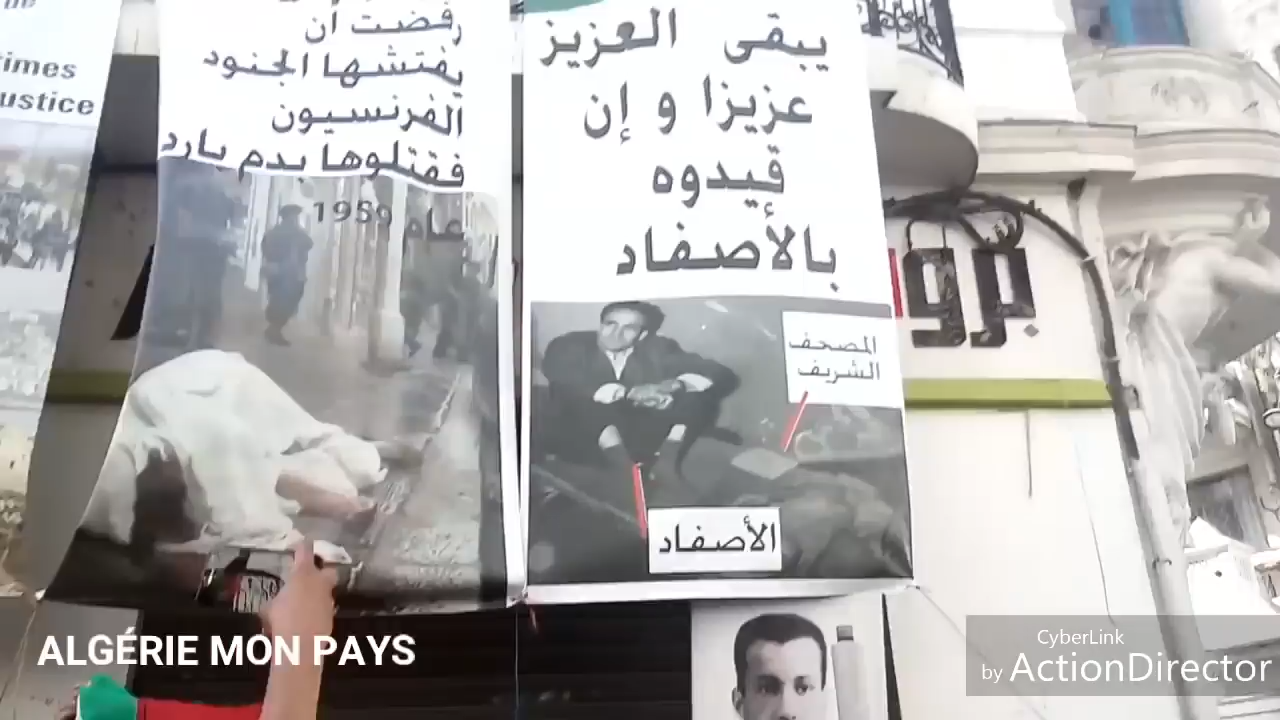 times
ustice
رفضت أن
يفتشها الجنود
الفرنسيون
فقتلوها بدم بارد
عام 1959
يبقى العزيز
عزيزا و إن
قيدوه
بالأصفاد
المصحف
الشريف
الأصفاد
ALGÉRIE MON PAYS
CyberLink
by ActionDirector